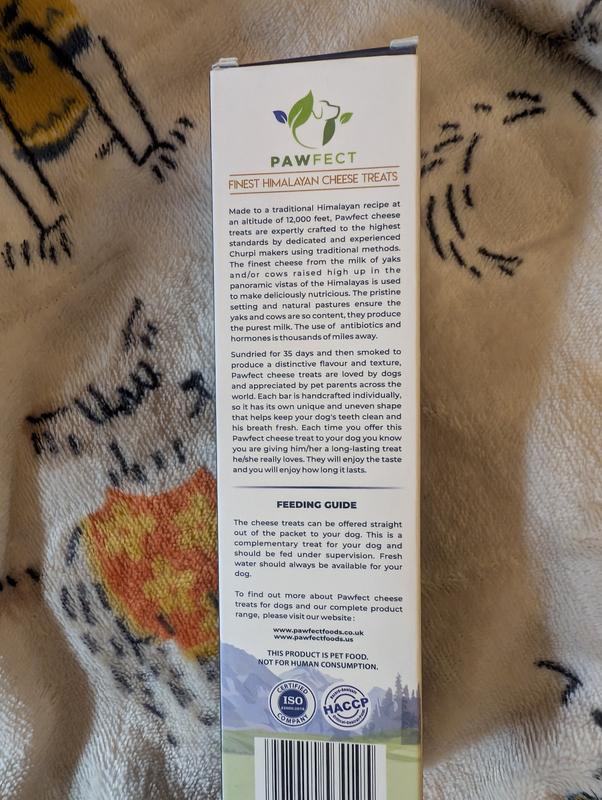 PAWFECT
FINEST HIMALAYAN CHEESE TREATS
Made to a traditional Himalayan recipe at
an altitude of 12,000 feet, Pawfect cheese
treats are expertly crafted to the highest
standards by dedicated and experienced
Churpi makers using traditional methods.
The finest cheese from the milk of yaks
and/or cows raised high up in the
panoramic vistas of the Himalayas is used
to make deliciously nutricious. The pristine
setting and natural pastures ensure the
yaks and cows are so content, they produce
the purest milk. The use of antibiotics and
hormones is thousands of miles away.
Sundried for 35 days and then smoked to
produce a distinctive flavour and texture,
Pawfect cheese treats are loved by dogs
and appreciated by pet parents across the
world. Each bar is handcrafted individually,
so it has its own unique and uneven shape
that helps keep your dog's teeth clean and
his breath fresh. Each time you offer this
Pawfect cheese treat to your dog you know
you are giving him/her a long-lasting treat
he/she really loves. They will enjoy the taste
and you will enjoy how long it lasts.
FEEDING GUIDE
The cheese treats can be offered straight
out of the packet to your dog. This is a
complementary treat for your dog and
should be fed under supervision. Fresh
water should always be available for your
dog.
To find out more about Pawfect cheese
treats for dogs and our complete product
range, please visit our website:
www.pawfectfoods.co.uk
www.pawfectfoods.us
THIS PRODUCT IS PET FOOD.
NOT FOR HUMAN CONSUMPTION.
CERTIFIED
ISO
COMPANY
HACCP